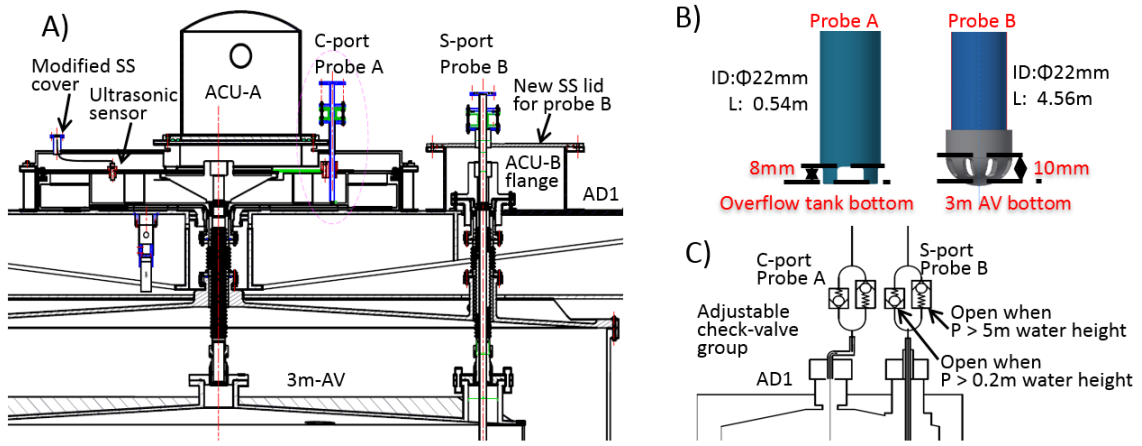 A)
Modified SS
cover
Ultrasonic
sensor
ACU-A
C-port
Probe A
S-port
Probe B
New SS lid
for probe B
ACU-B
flange
AD1
3m-AV
B)
Probe A
ID:Φ22mm
L: 0.54m
8mm
Overflow tank bottom
Probe B
ID:Φ22mm
L: 4.56m
10mm
3m AV bottom
C)
C-port
Probe A
S-port
Probe B
Adjustable
check-valve
group
Open when
P > 5m water height
Open when
P > 0.2m water height
AD1